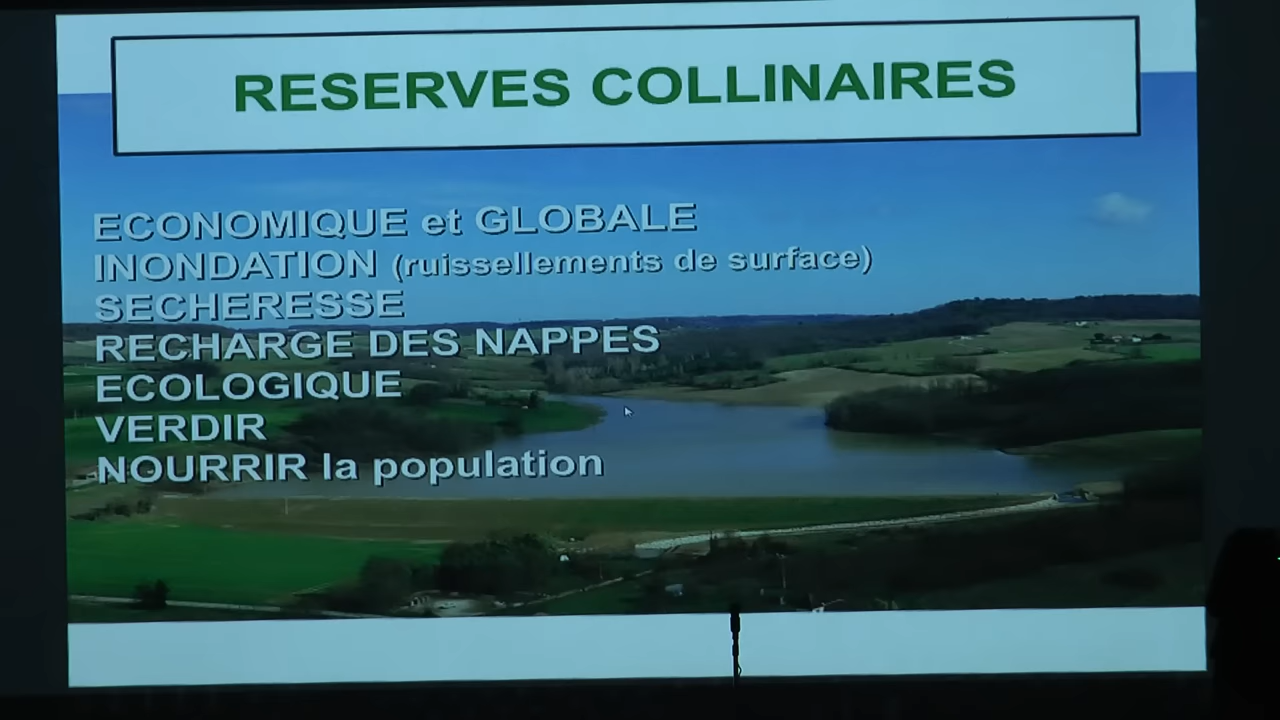 RESERVES COLLINAIRES
ECONOMIQUE et GLOBALE
INONDATION (ruissellements de surface)
SECHERESSE
RECHARGE DES NAPPES
ECOLOGIQUE
VERDIR
NOURRIR la population